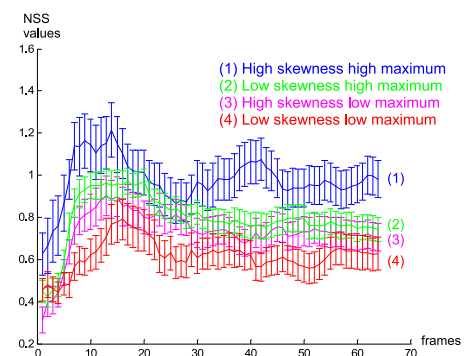 NSS
values
1.6
(1) High skewness high maximum
(2) Low skewness high maximum
(3) High skewness low maximum
(4) Low skewness low maximum
1.4
1.2
1
(1)
0.8
(2)
(3)
0.6
(4)
0.4
0.2
0 10 20 30 40 50 60 70
frames